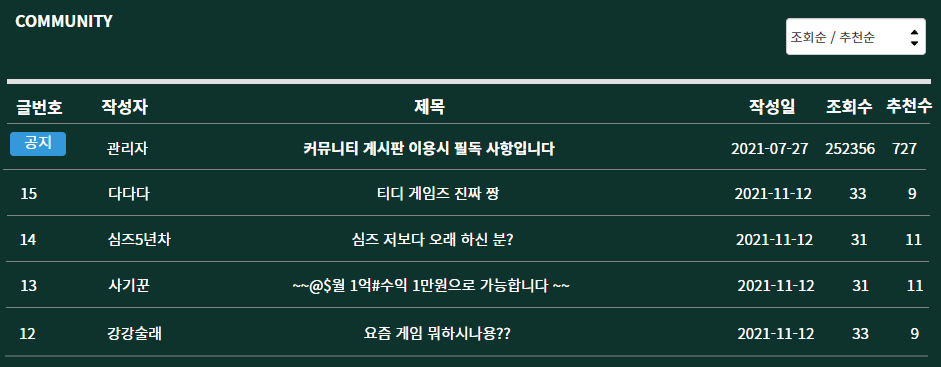 COMMUNITY
조회순 / 추천순
글번호 작성자 제목 작성일 조회수 추천수
공지 관리자 커뮤니티 게시판 이용시 필독 사항입니다 2021-07-27 252356 727
15 다다다 티디 게임즈 진짜 짱 2021-11-12 33 9
14 심즈5년차 심즈 저보다 오래 하신 분? 2021-11-12 31 11
13 사기꾼 ~~@$월 1억#수익 1만원으로 가능합니다 ~~ 2021-11-12 31 11
12 강강술래 요즘 게임 뭐하시나용?? 2021-11-12 33 9